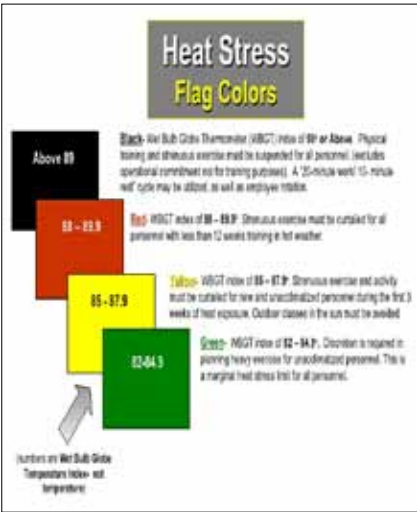 Heat Stress
Flag Colors
Above 89
Black- Wet Bulb Globe Thermometer (WBGT) index of 90° or Above. Physical
training and strenuous exercise must be suspended for all personnel. (excludes
operational commitment not for training purposes). A "20-minute work/ 10- minute
rest" cycle may be utilized, as well as employee rotation.
88 – 89.9
Red- WBGT index of 88 – 89.9°. Strenuous exercise must be curtailed for all
personnel with less than 12 weeks training in hot weather.
85 - 87.9
Yellow- WBGT index of 85 – 87.9°. Strenuous exercise and activity
must be curtailed for new and unacclimatized personnel during the first 3
weeks of heat exposure. Outdoor classes in the sun must be avoided
82-84.9
Green- WBGT index of 82 – 84.9°. Discretion is required in
planning heavy exercise for unacclimatized personnel. This is
a marginal heat stress limit for all personnel.
(numbers are Wet Bulb Globe
Temperature Index- not
temperature)